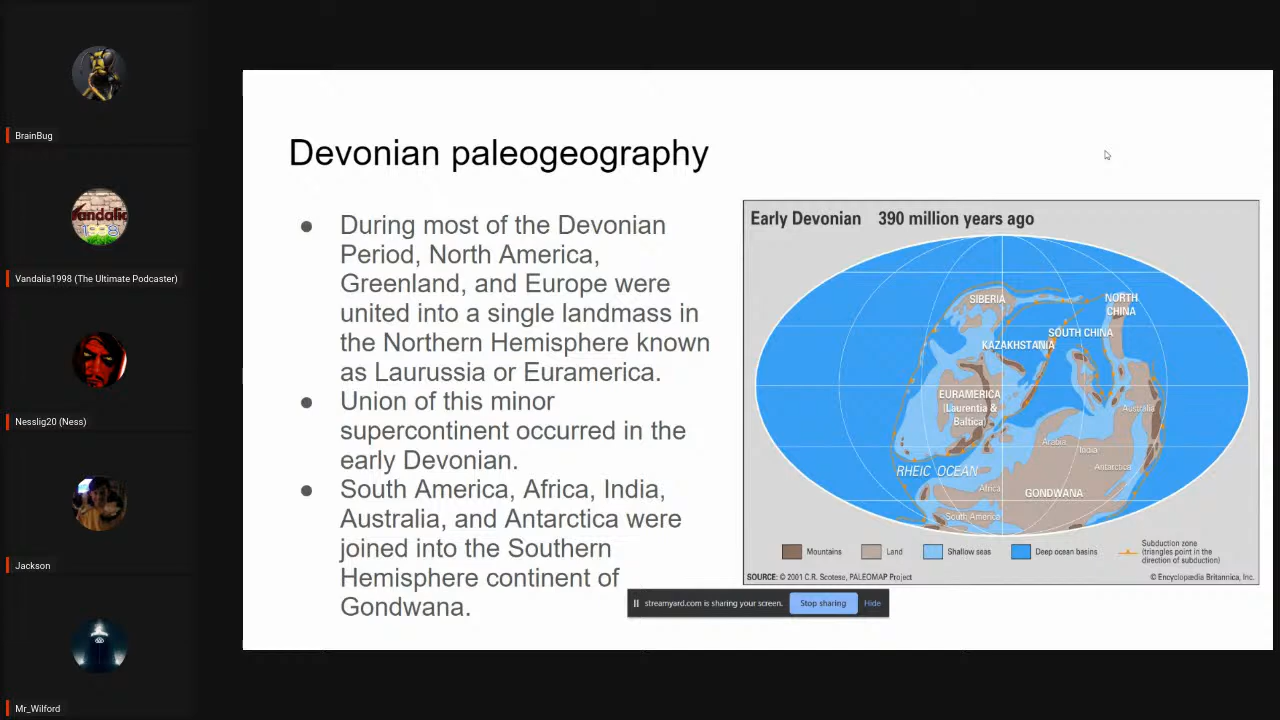 BrainBug
Vandalia1998 (The Ultimate Podcaster)
Nesslig20 (Ness)
Jackson
Mr_Wilford
Devonian paleogeography
● During most of the Devonian
Period, North America,
Greenland, and Europe were
united into a single landmass in
the Northern Hemisphere known
as Laurussia or Euramerica.
● Union of this minor
supercontinent occurred in the
early Devonian.
● South America, Africa, India,
Australia, and Antarctica were
joined into the Southern
Hemisphere continent of
Gondwana.
Early Devonian 390 million years ago
SIBERIA
NORTH
CHINA
SOUTH CHINA
KAZAKHSTANIA
EURAMERICA
(Laurentia &
Baltica)
Australia
Arabia
India
Antarctica
RHEIC OCEAN
Africa
GONDWANA
South America
Mountains
Land
Shallow seas
Deep ocean basins
Subduction zone
(triangles point in the
direction of subduction)
SOURCE: © 2001 C.R. Scotese, PALEOMAP Project
© Encyclopædia Britannica, Inc.
streamyard.com is sharing your screen.
Stop sharing
Hide